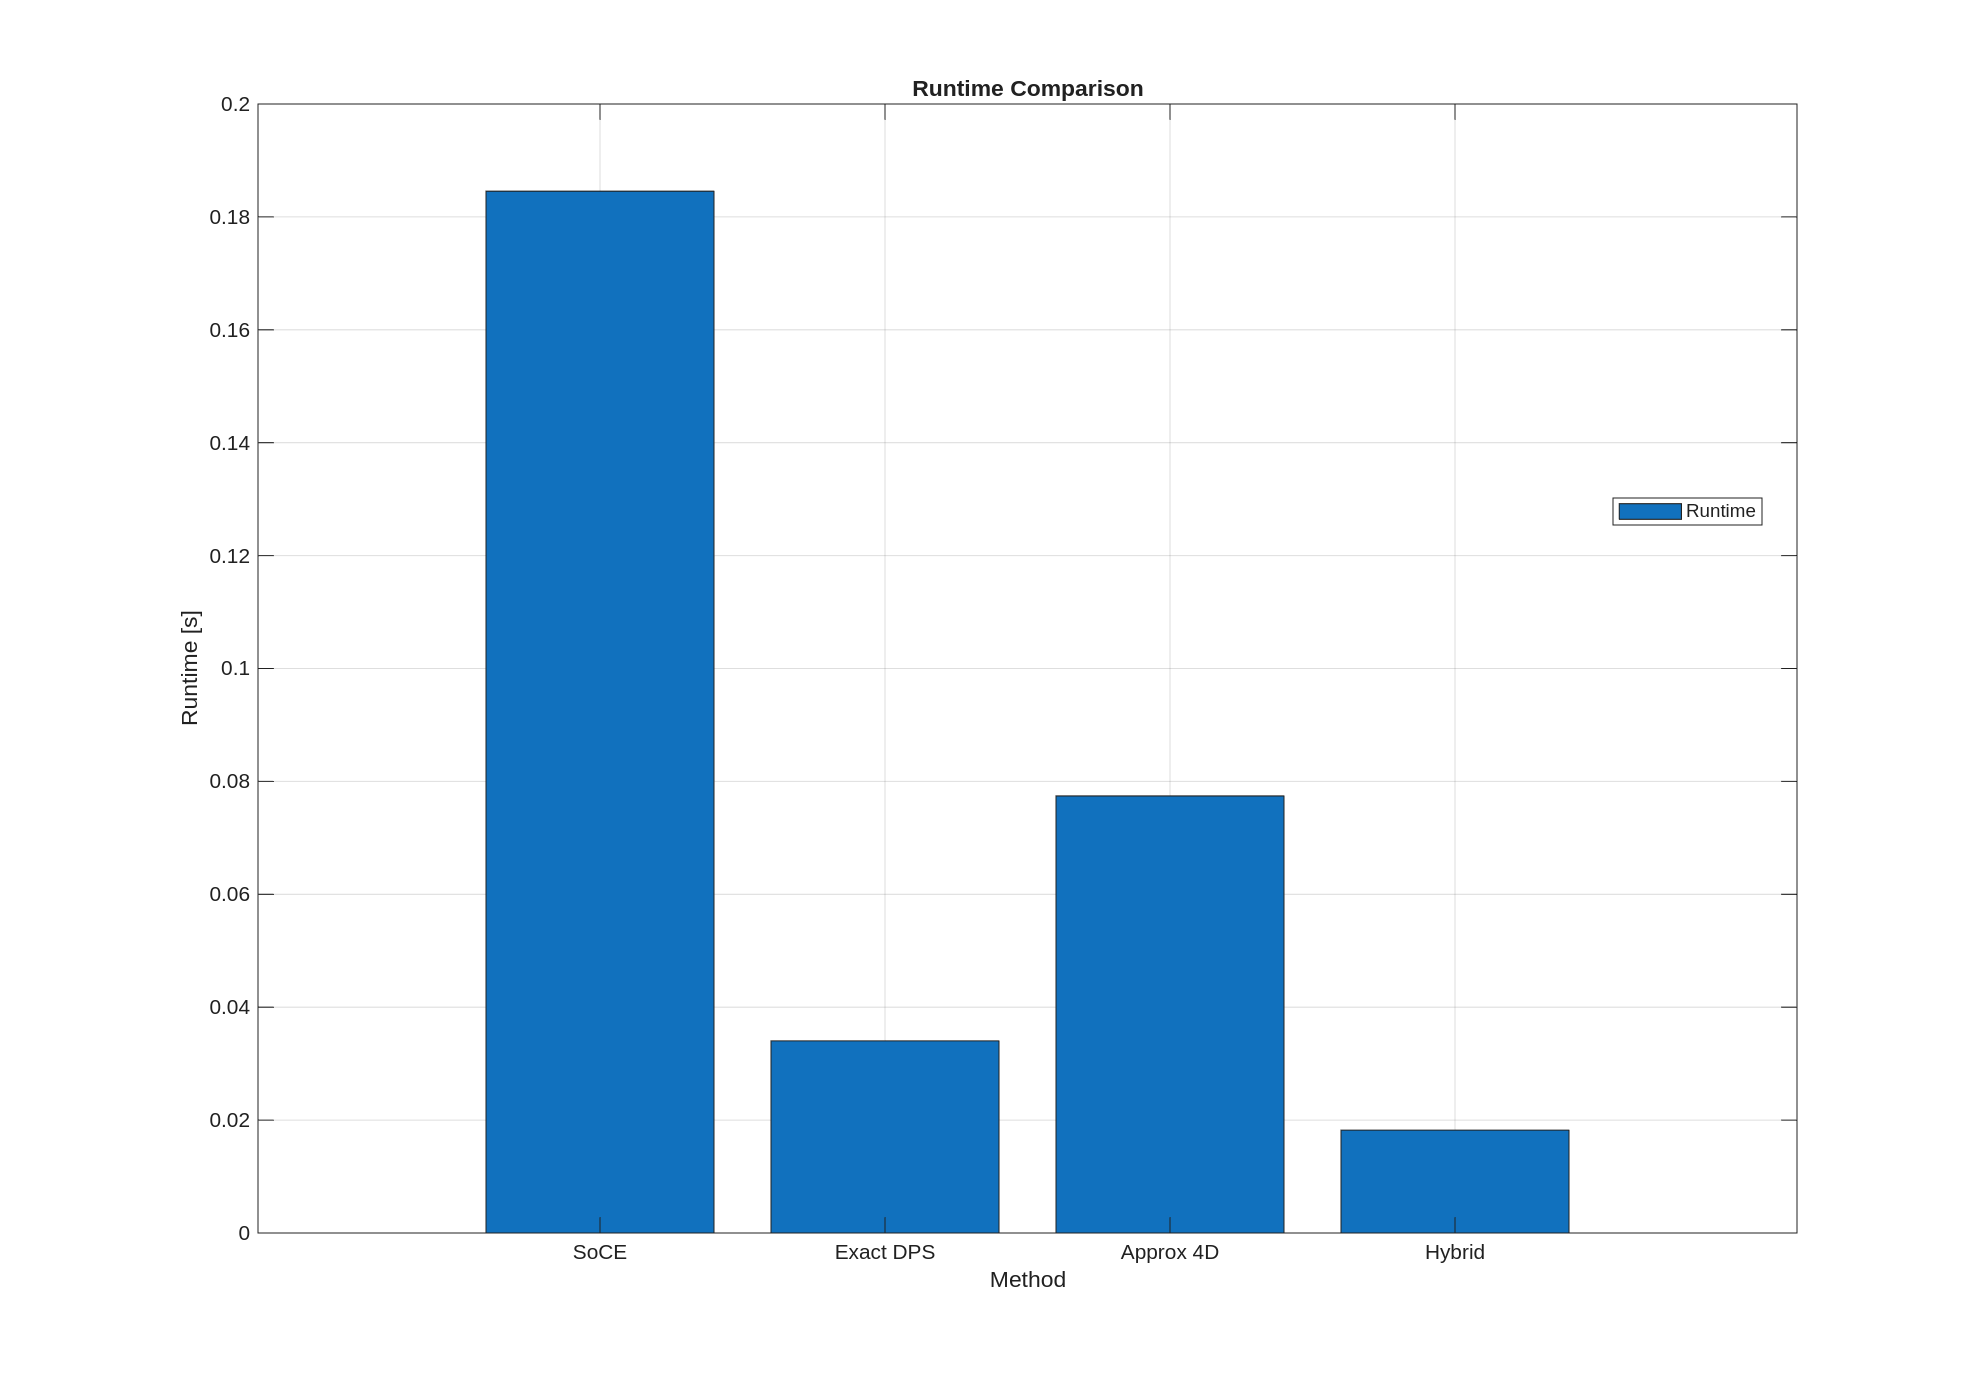 Runtime Comparison
0.2
0.18
0.16
0.14
0.12
0.1
0.08
0.06
0.04
0.02
0
Runtime [s]
Runtime
SoCE Exact DPS Approx 4D Hybrid
Method